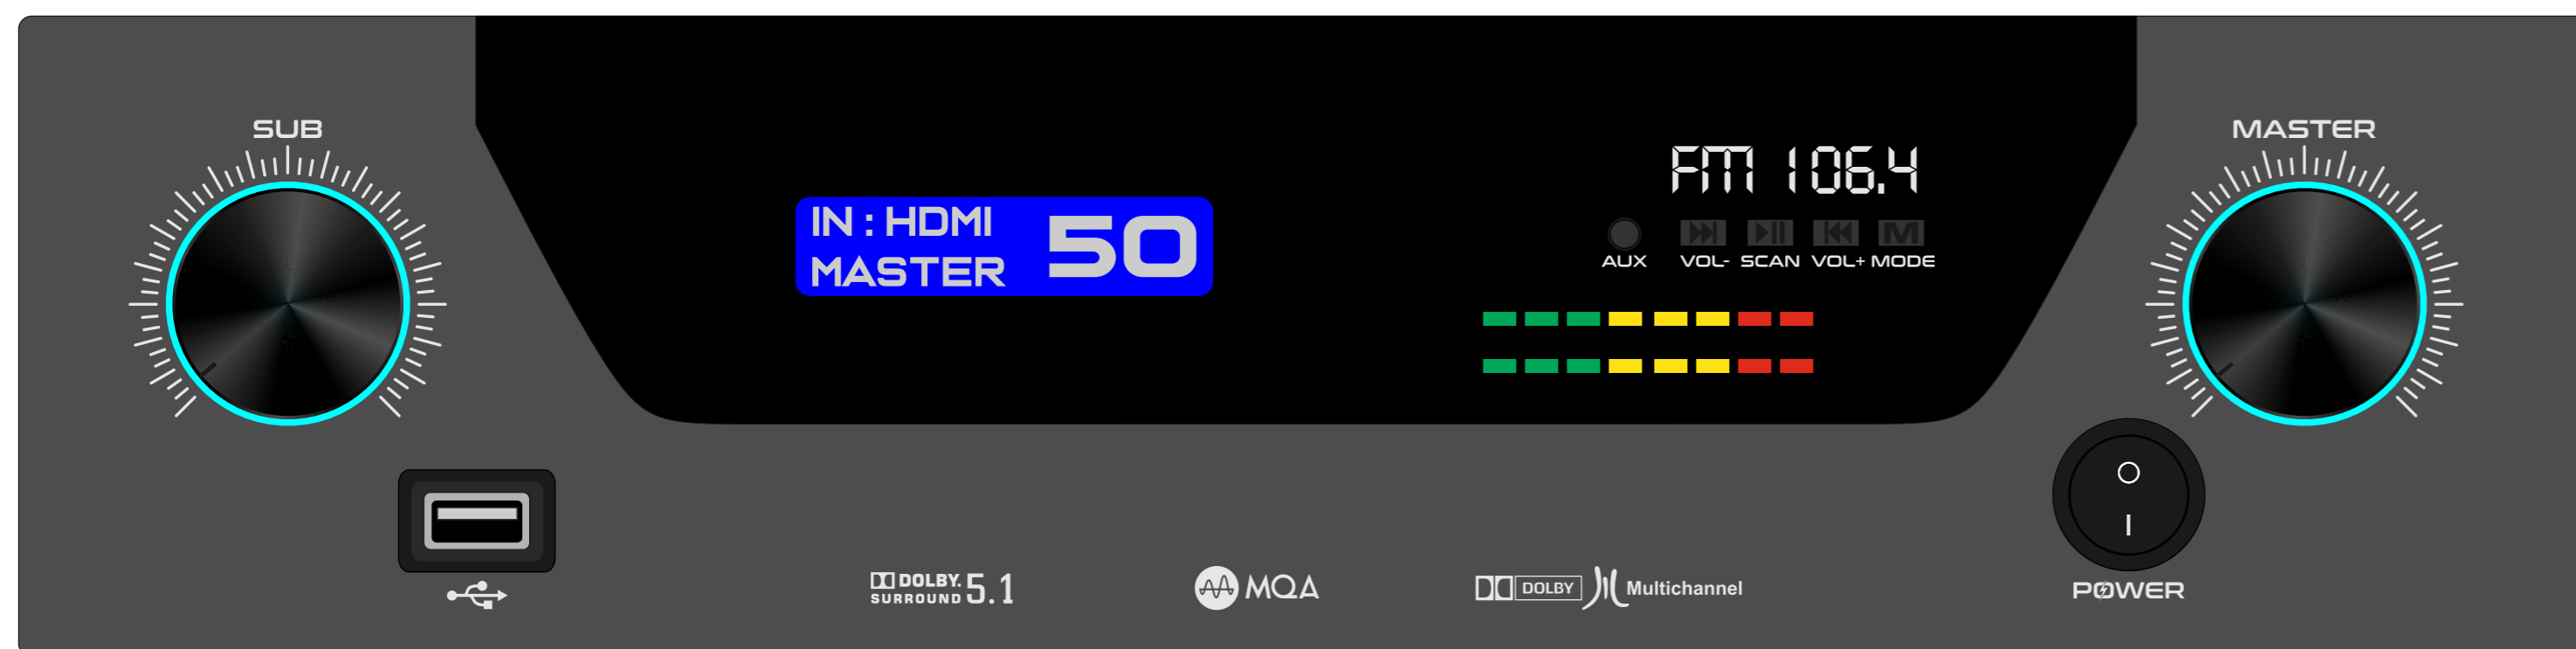 SUB
MASTER
FM 106.4
IN : HDMI
MASTER
50
M
AUX VOL- SCAN VOL+ MODE
DOLBY.
SURROUND 5.1
MQA
DOLBY Multichannel
POWER